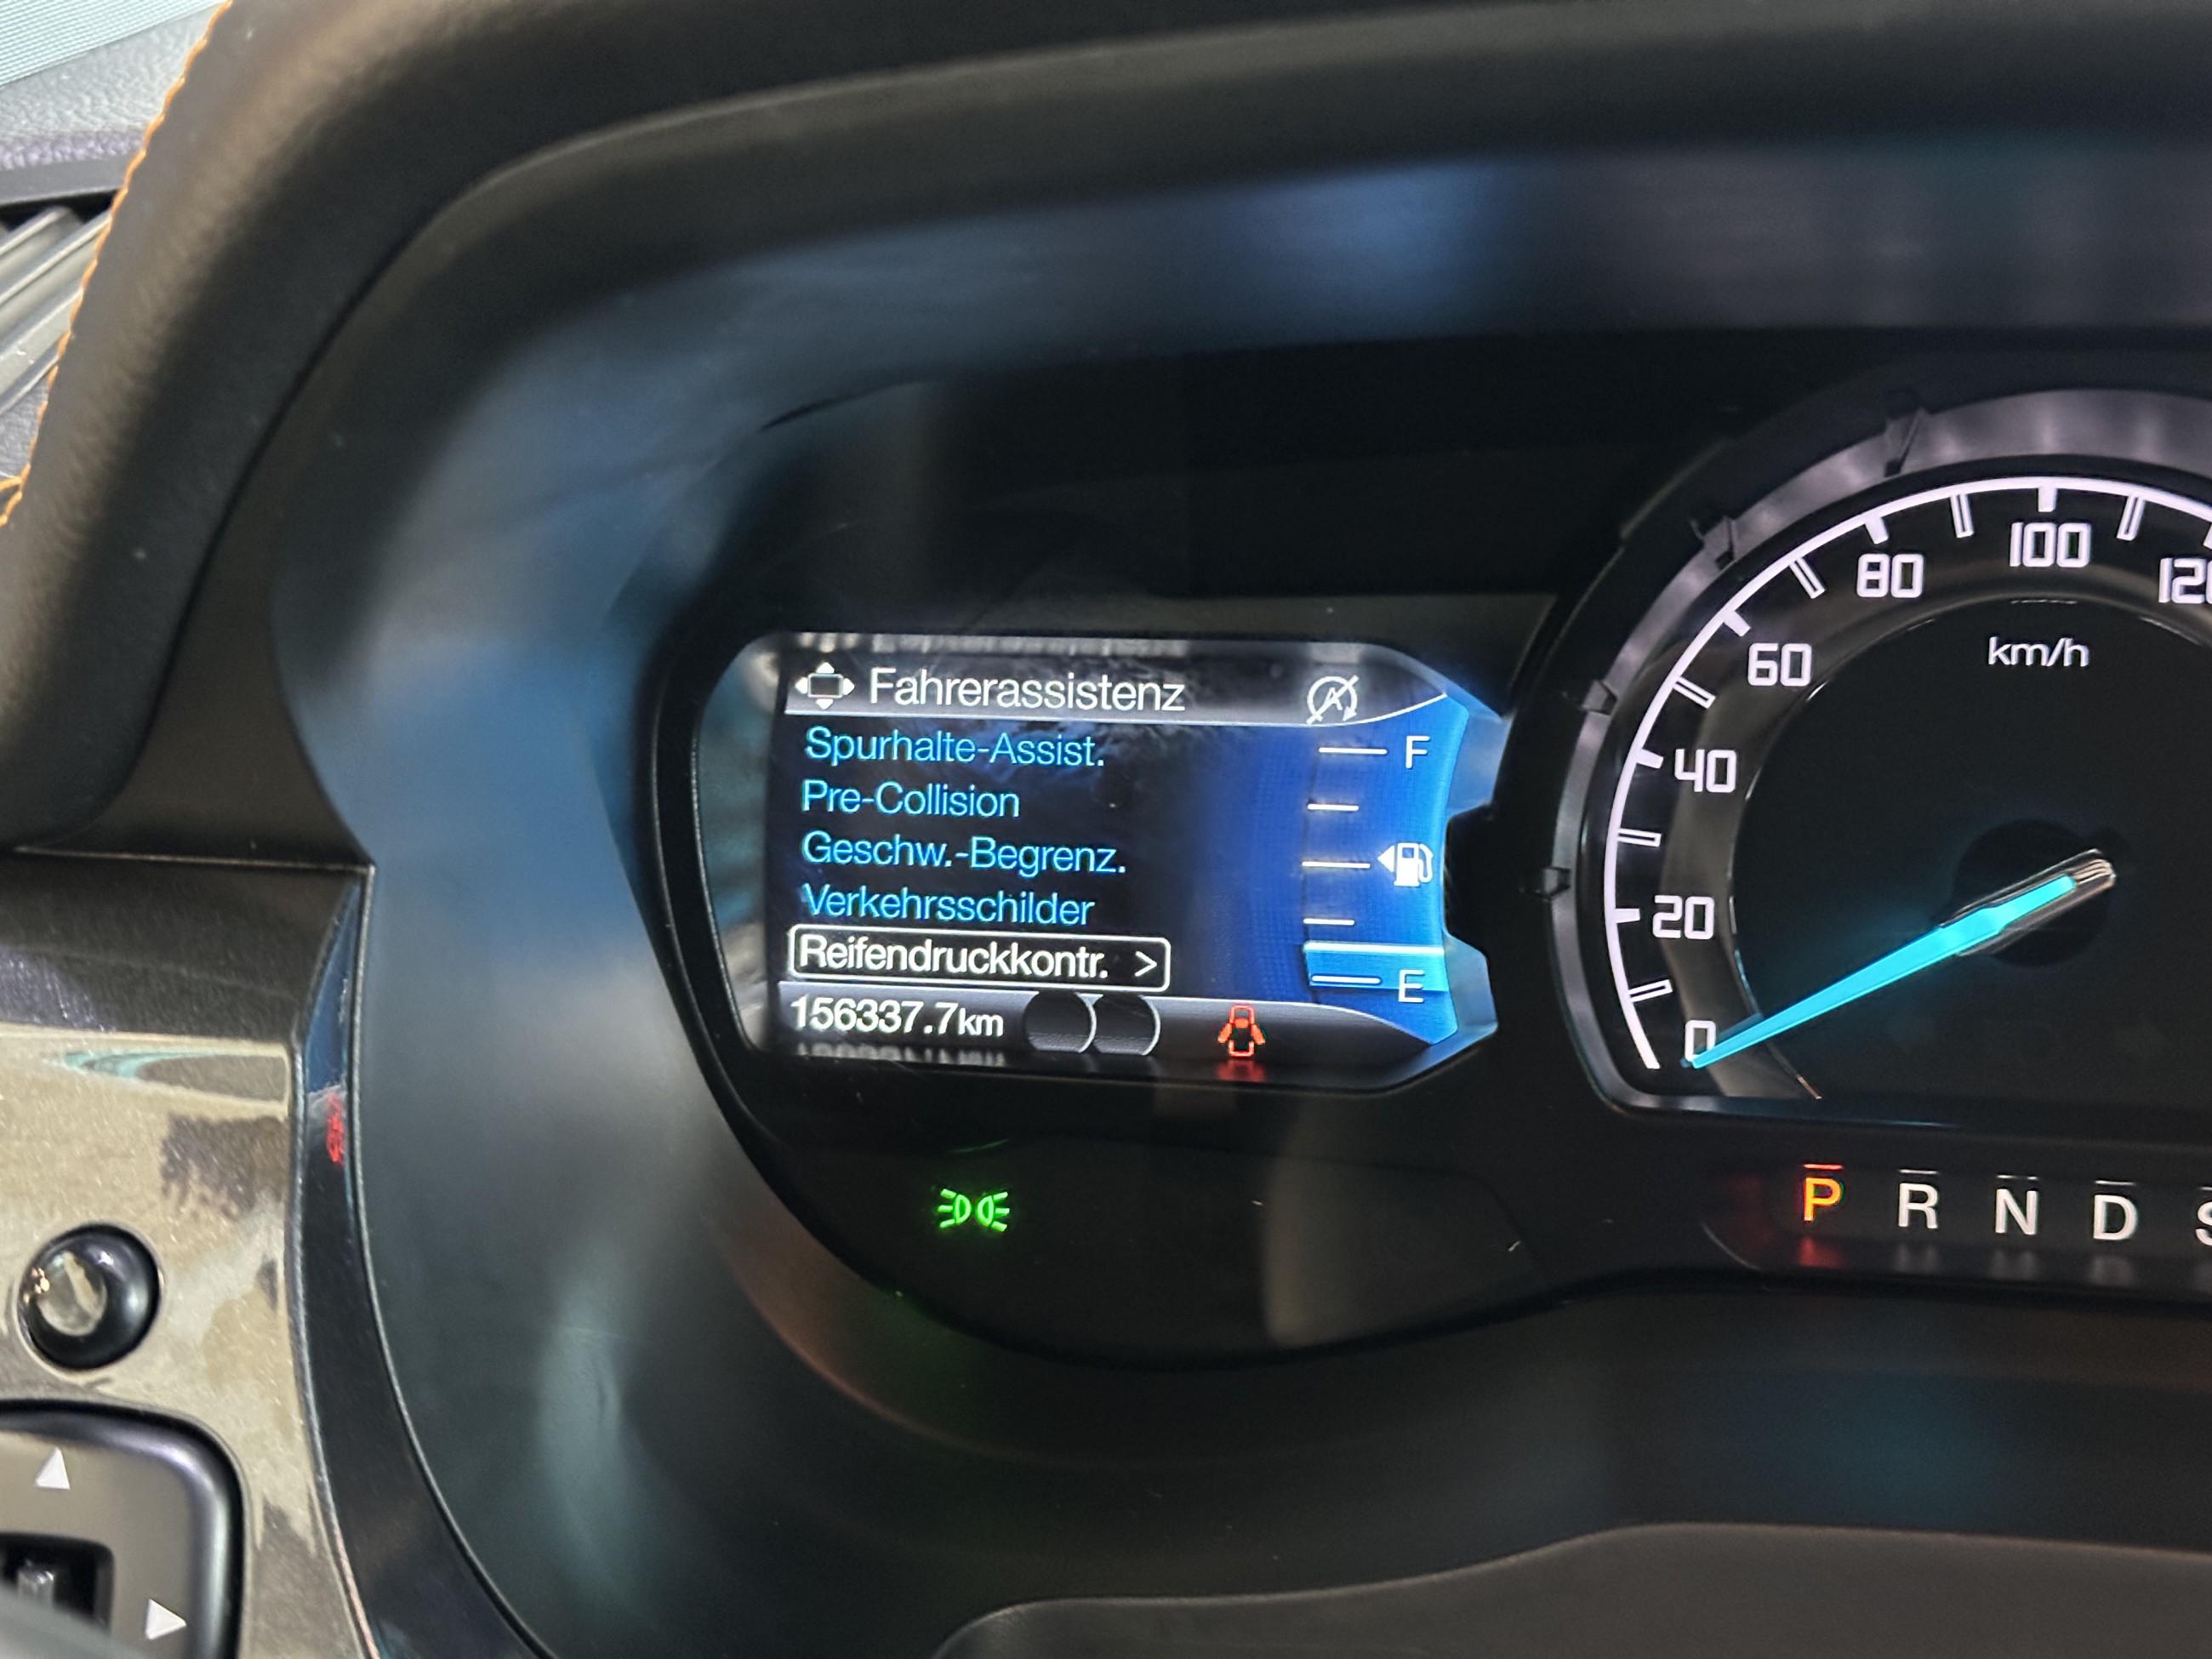 Fahrerassistenz
Spurhalte-Assist.
Pre-Collision
Geschw.-Begrenz.
Verkehrsschilder
Reifendruckkontr. >
156337.7km
F
E
0
20
40
60
80
100
km/h
P R N D